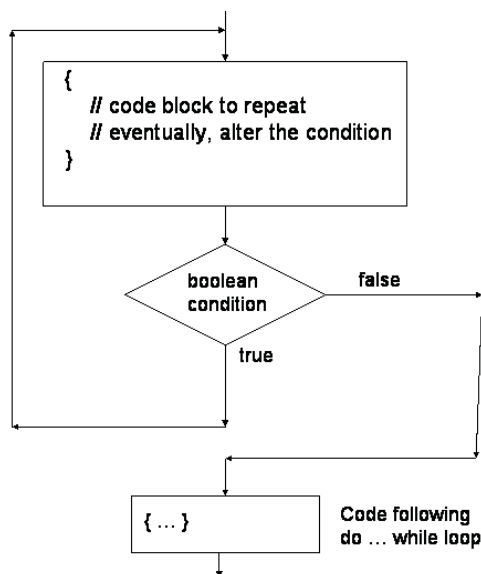 {
// code block to repeat
// eventually, alter the condition
}
boolean
condition
false
true
{ ... }
Code following
do ... while loop